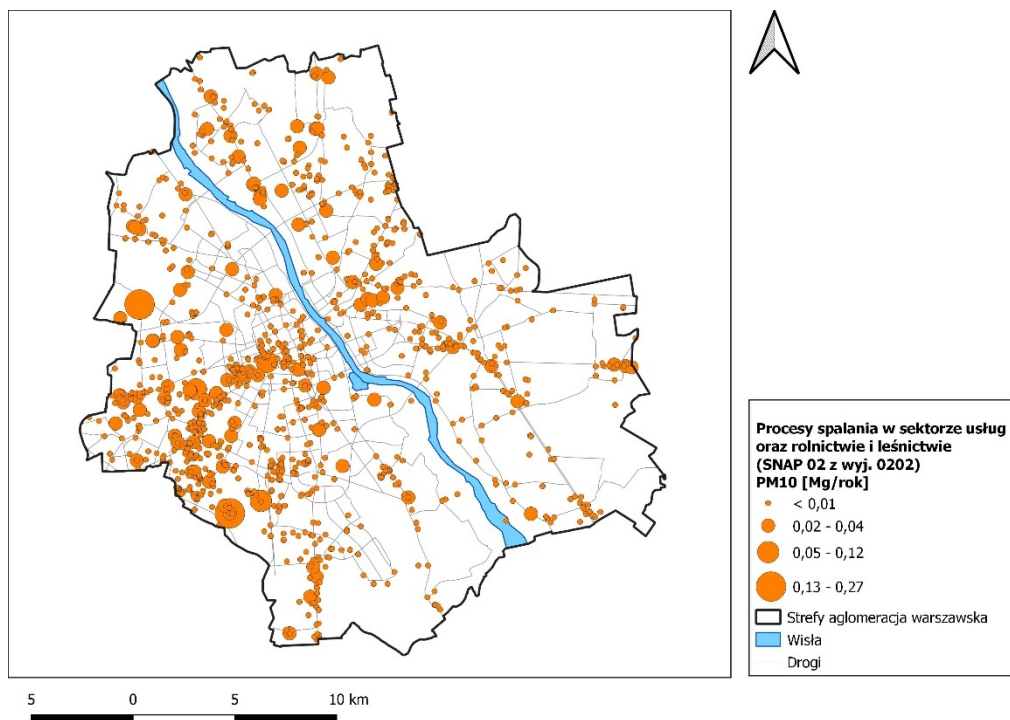 Procesy spalania w sektorze usług
oraz rolnictwie i leśnictwie
(SNAP 02 z wyj. 0202)
PM10 [Mg/rok]
< 0,01
0,02 - 0,04
0,05 - 0,12
0,13 - 0,27
Strefy aglomeracja warszawska
Wisła
Drogi
5 0 5 10 km